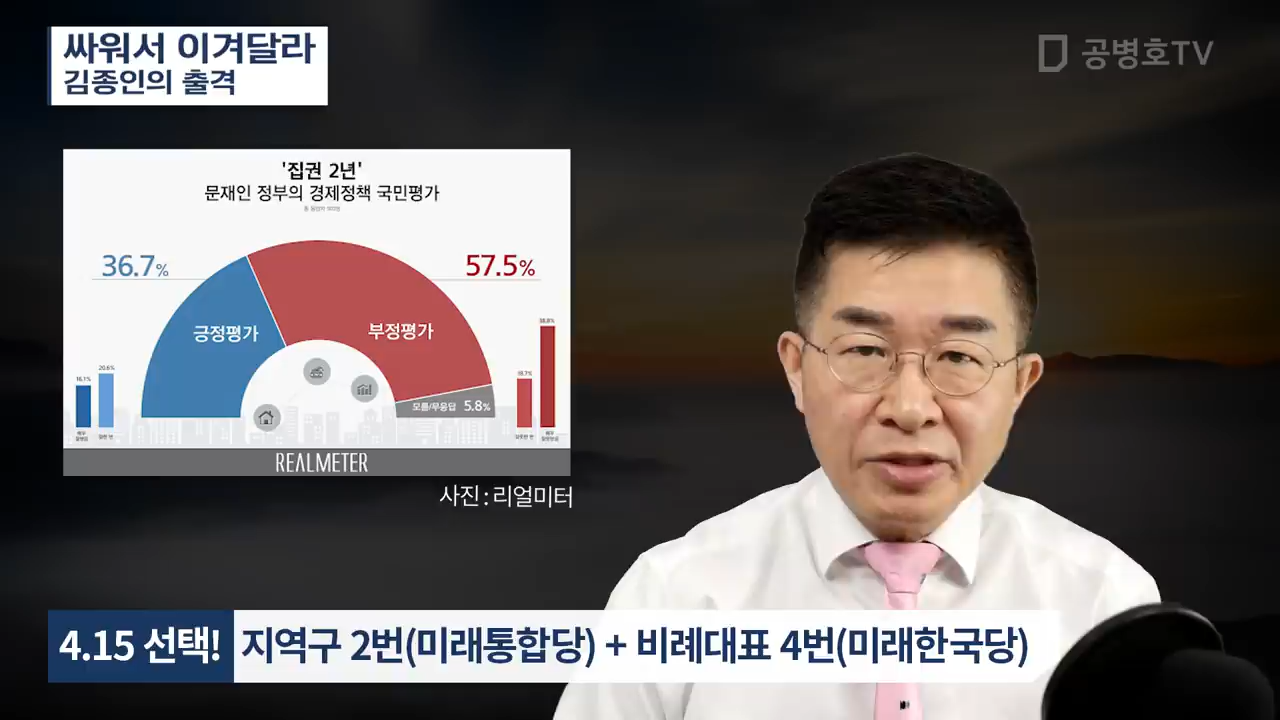 싸워서 이겨달라
김종인의 출격
공병호TV
'집권 2년'
문재인 정부의 경제정책 국민평가
36.7%
57.5%
긍정평가
부정평가
모름/무응답 5.8%
16.1%
20.6%
18.7%
38.8%
REALMETER
사진 : 리얼미터
4.15 선택!
지역구 2번(미래통합당) + 비례대표 4번(미래한국당)